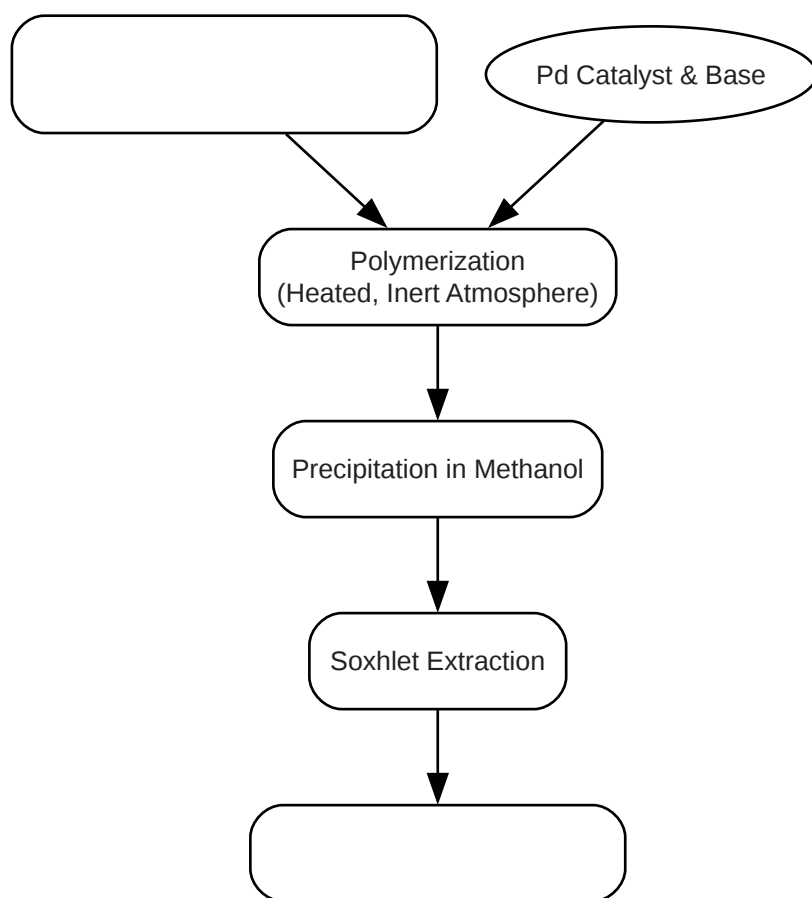 Pd Catalyst & Base
Polymerization
(Heated, Inert Atmosphere)
Precipitation in Methanol
Soxhlet Extraction